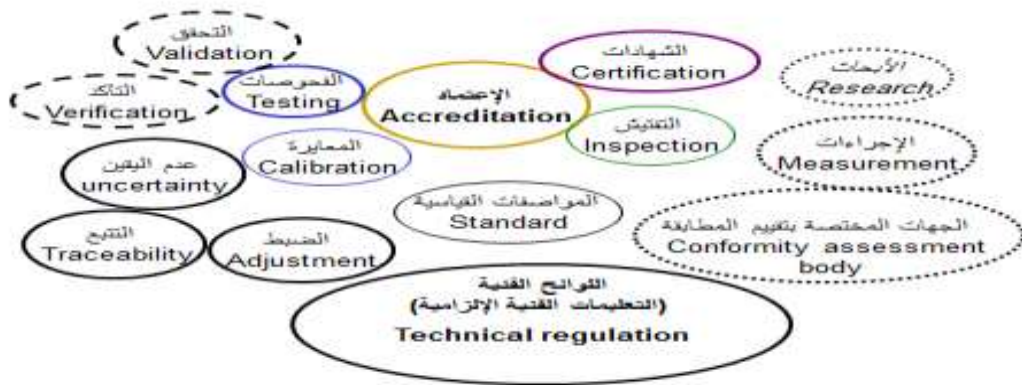 التحقق
Validation
الشهادات
Certification
الفحوصات
Testing
الإعتماد
Accreditation
الأبحاث
Research
التأكد
Verification
التفتيش
Inspection
المعايرة
Calibration
الإجراءات
Measurement
عدم اليقين
uncertainty
المواصفات القياسية
Standard
الجهات المختصة بتقييم المطابقة
Conformity assessment
body
التتبع
Traceability
الضبط
Adjustment
اللوائح الفنية
(التعليمات الفنية الإلزامية)
Technical regulation